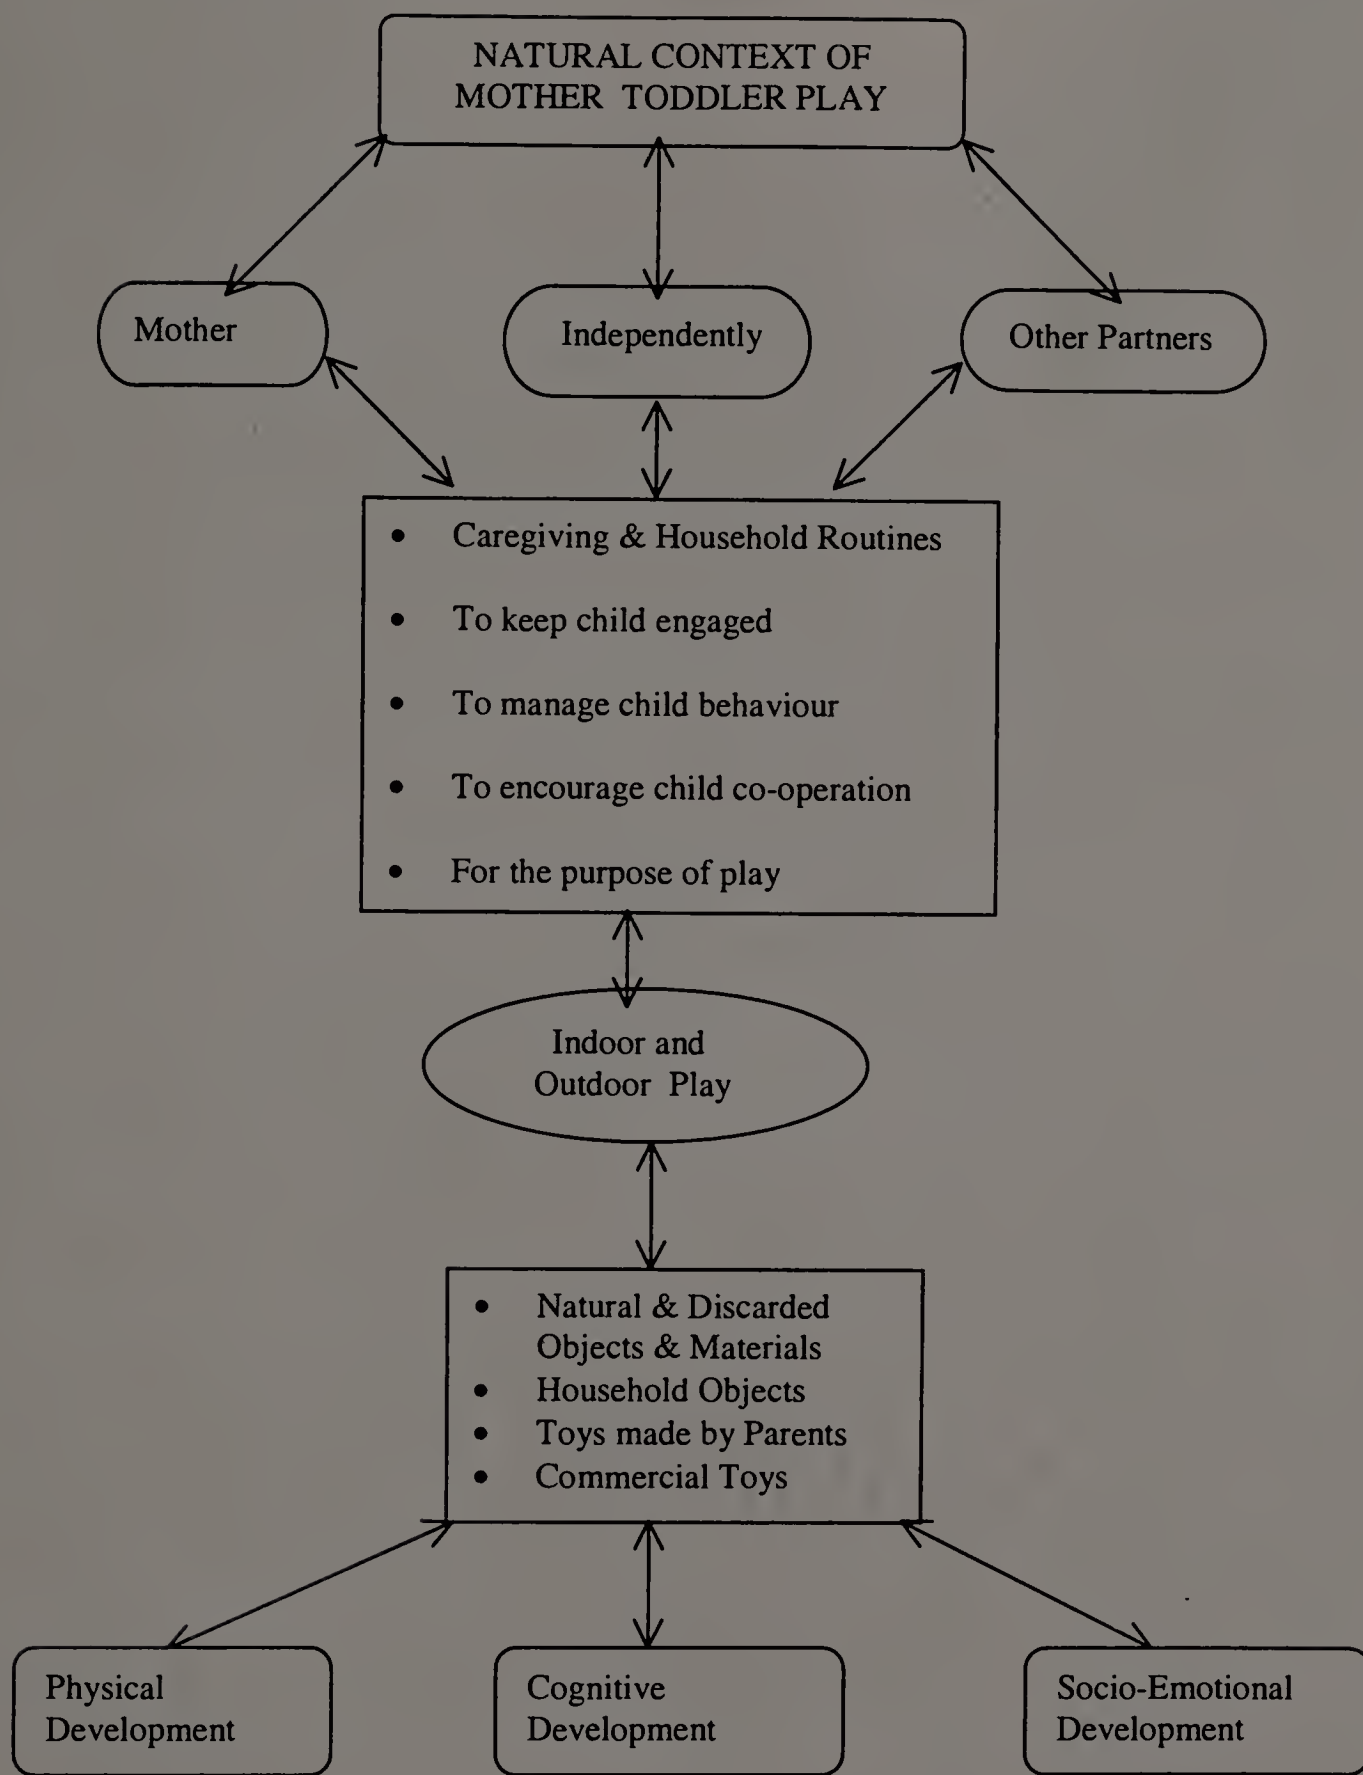 NATURAL CONTEXT OF
MOTHER TODDLER PLAY
Mother
Independently
Other Partners
• Caregiving & Household Routines
• To keep child engaged
• To manage child behaviour
• To encourage child co-operation
• For the purpose of play
Indoor and
Outdoor Play
• Natural & Discarded
Objects & Materials
• Household Objects
• Toys made by Parents
• Commercial Toys
Physical
Development
Cognitive
Development
Socio-Emotional
Development